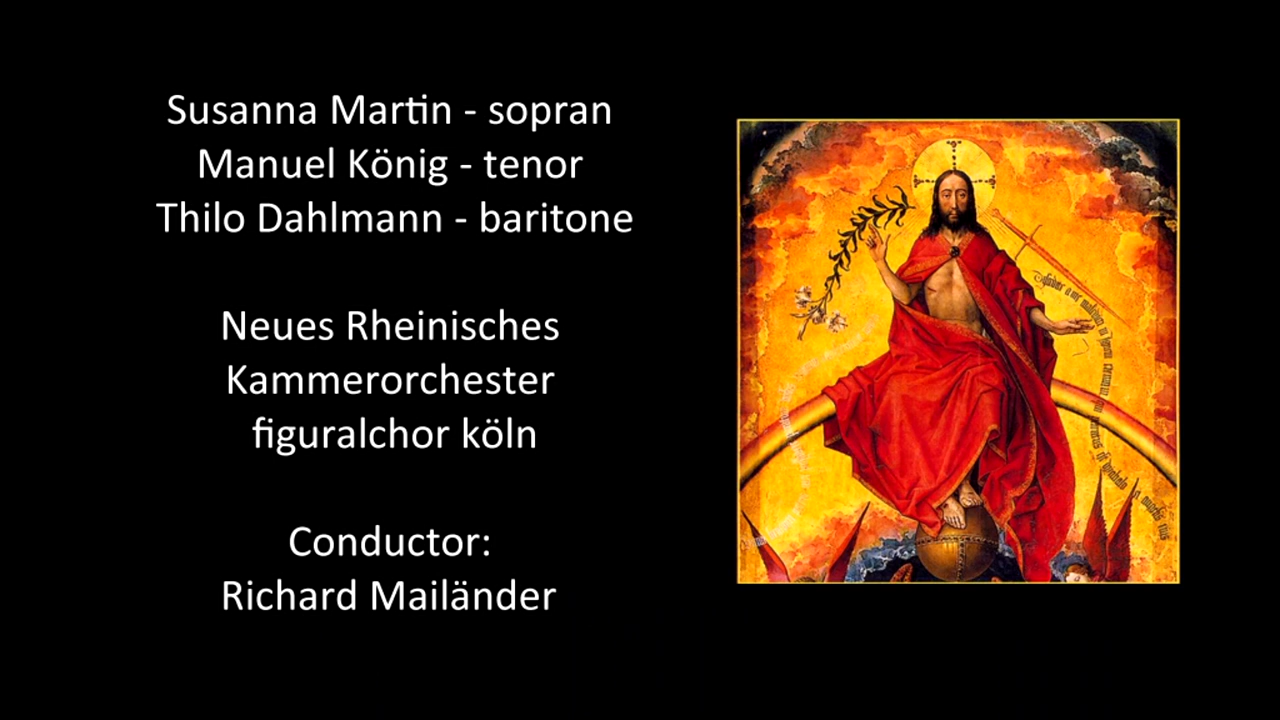 Susanna Martin - sopran
Manuel König - tenor
Thilo Dahlmann - baritone
Neues Rheinisches
Kammerorchester
figuralchor köln
Conductor:
Richard Mailänder